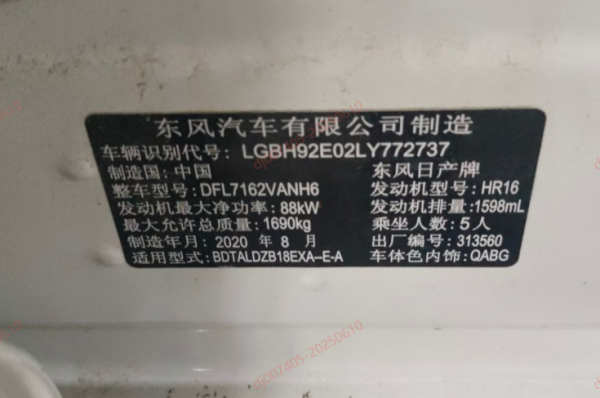 东风汽车有限公司制造
车辆识别代号: LGBH92E02LY772737
制造国: 中国 东风日产牌
整车型号: DFL7162VANH6 发动机型号: HR16
发动机最大净功率: 88kW 发动机排量: 1598mL
最大允许总质量: 1690kg 乘坐人数: 5人
制造年月: 2020 年 8 月 出厂编号: 313560
适用型式: BDTALDZB18EXA--E-A 车体色内饰: QABG
dj007405-20250610